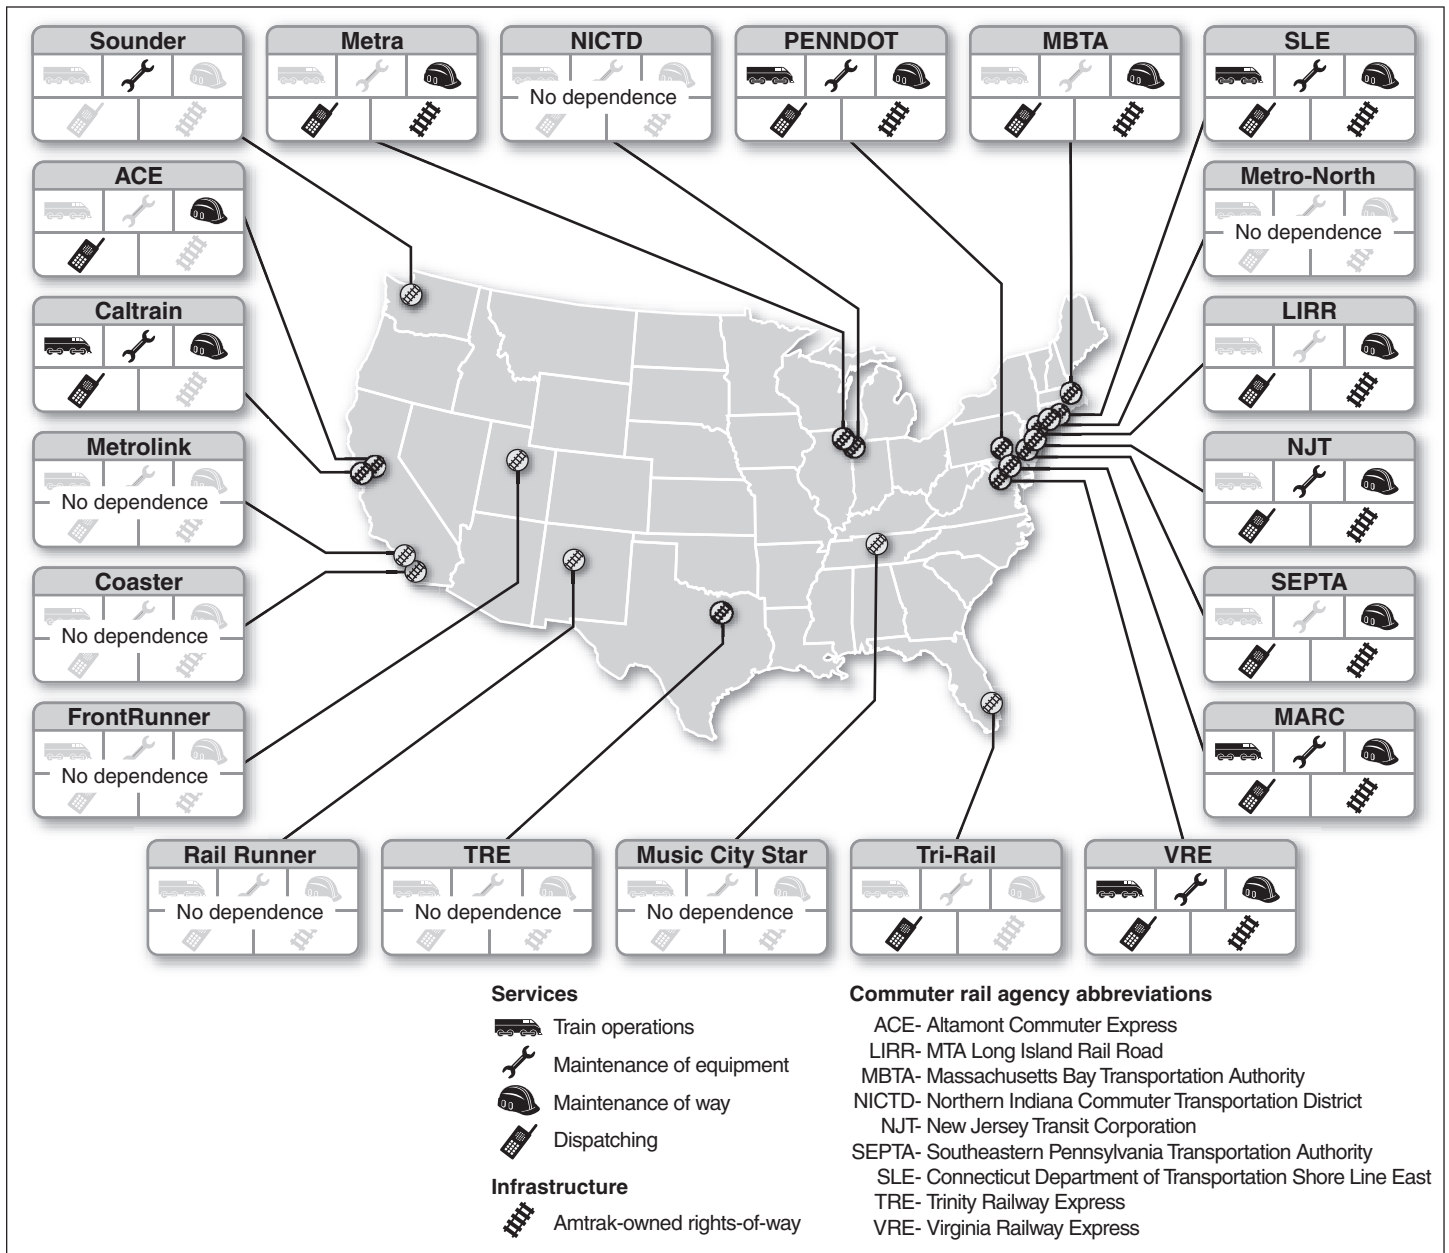 Sounder
Metra
NICTD
No dependence
PENNDOT
MBTA
SLE
ACE
Metro-North
No dependence
Caltrain
LIRR
Metrolink
No dependence
NJT
Coaster
No dependence
SEPTA
FrontRunner
No dependence
MARC
Rail Runner
No dependence
TRE
No dependence
Music City Star
No dependence
Tri-Rail
VRE
Services
Train operations
Maintenance of equipment
Maintenance of way
Dispatching
Infrastructure
Amtrak-owned rights-of-way
Commuter rail agency abbreviations
ACE- Altamont Commuter Express
LIRR- MTA Long Island Rail Road
MBTA- Massachusetts Bay Transportation Authority
NICTD- Northern Indiana Commuter Transportation District
NJT- New Jersey Transit Corporation
SEPTA- Southeastern Pennsylvania Transportation Authority
SLE- Connecticut Department of Transportation Shore Line East
TRE- Trinity Railway Express
VRE- Virginia Railway Express